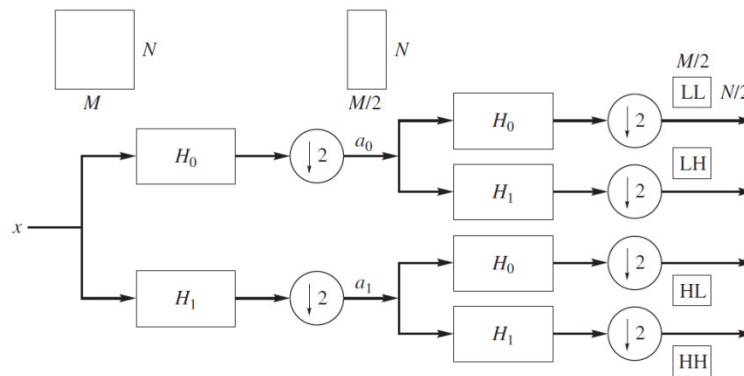 N
M
N
M/2
M/2
LL
N/2
H₀
↓ 2
a₀
H₀
↓ 2
LH
H₁
↓ 2
x
H₁
↓ 2
a₁
H₀
↓ 2
HL
H₁
↓ 2
HH